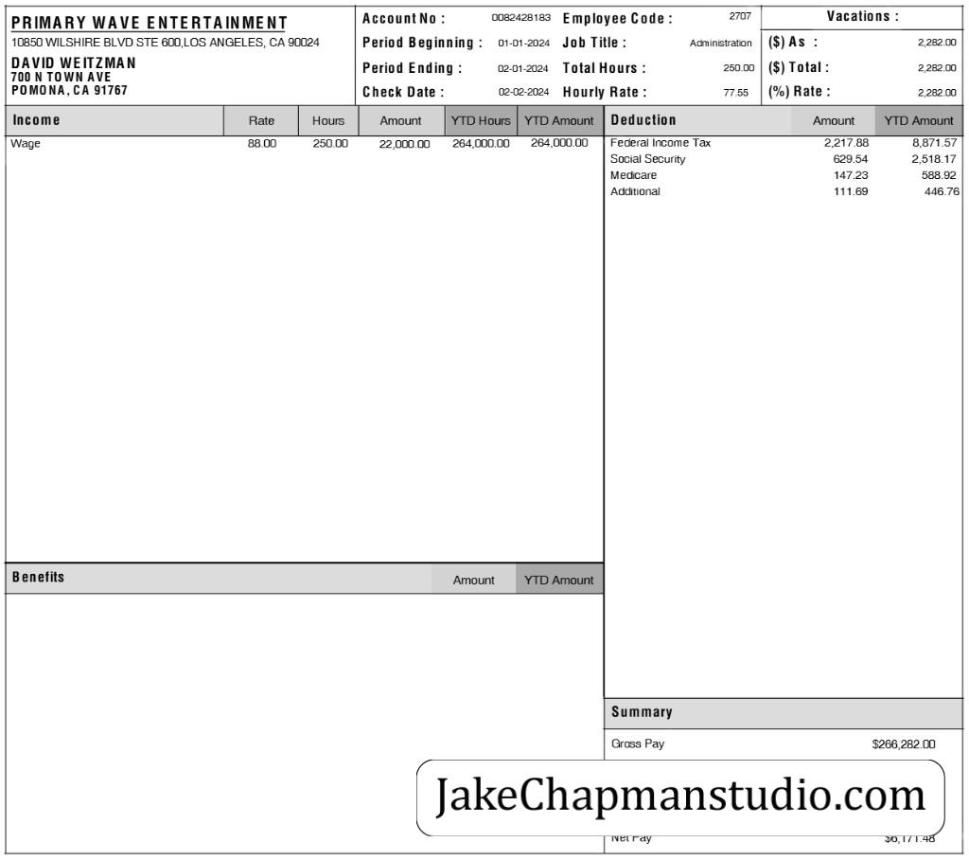 PRIMARY WAVE ENTERTAINMENT
10850 WILSHIRE BLVD STE 600,LOS ANGELES, CA 90024
DAVID WEITZMAN
700 N TOWN AVE
POMONA, CA 91767
Account No : 0082428183 Employee Code : 2707
Period Beginning : 01-01-2024 Job Title : Administration
Period Ending : 02-01-2024 Total Hours : 250.00
Check Date : 02-02-2024 Hourly Rate : 77.55
Vacations :
($) As : 2,282.00
($) Total : 2,282.00
(%) Rate : 2,282.00
Income Rate Hours Amount YTD Hours YTD Amount
Wage 88.00 250.00 22,000.00 264,000.00 264,000.00
Deduction Amount YTD Amount
Federal Income Tax 2,217.88 8,871.57
Social Security 629.54 2,518.17
Medicare 147.23 588.92
Additional 111.69 446.76
Benefits Amount YTD Amount
Summary
Gross Pay $266,282.00
JakeChapmanstudio.com
Net Pay $6,171.48